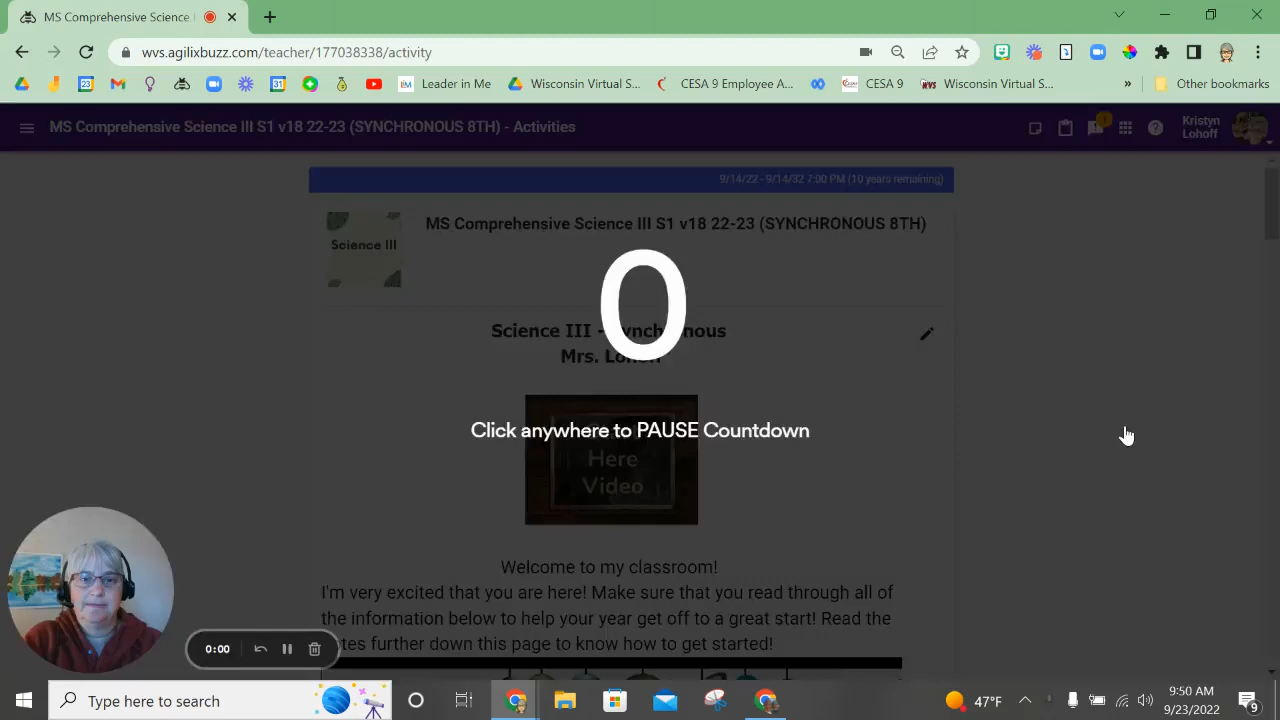 MS Comprehensive Science
wvs.agilixbuzz.com/teacher/177038338/activity
Leader in Me
Wisconsin Virtual S...
CESA 9 Employee A...
CESA 9
Wisconsin Virtual S...
»
Other bookmarks
MS Comprehensive Science III S1 v18 22-23 (SYNCHRONOUS 8TH) - Activities
Kristyn
Lohoff
9/14/22 - 9/14/32 7:00 PM (10 years remaining)
Science III
MS Comprehensive Science III S1 v18 22-23 (SYNCHRONOUS 8TH)
0
Science III - Synchronous
Mrs. Lohoff
Click anywhere to PAUSE Countdown
Here
Video
Welcome to my classroom!
I'm very excited that you are here! Make sure that you read through all of
the information below to help your year get off to a great start! Read the
further down this page to know how to get started!
0:00
Type here to search
47°F
9:50 AM
9/23/2022
9